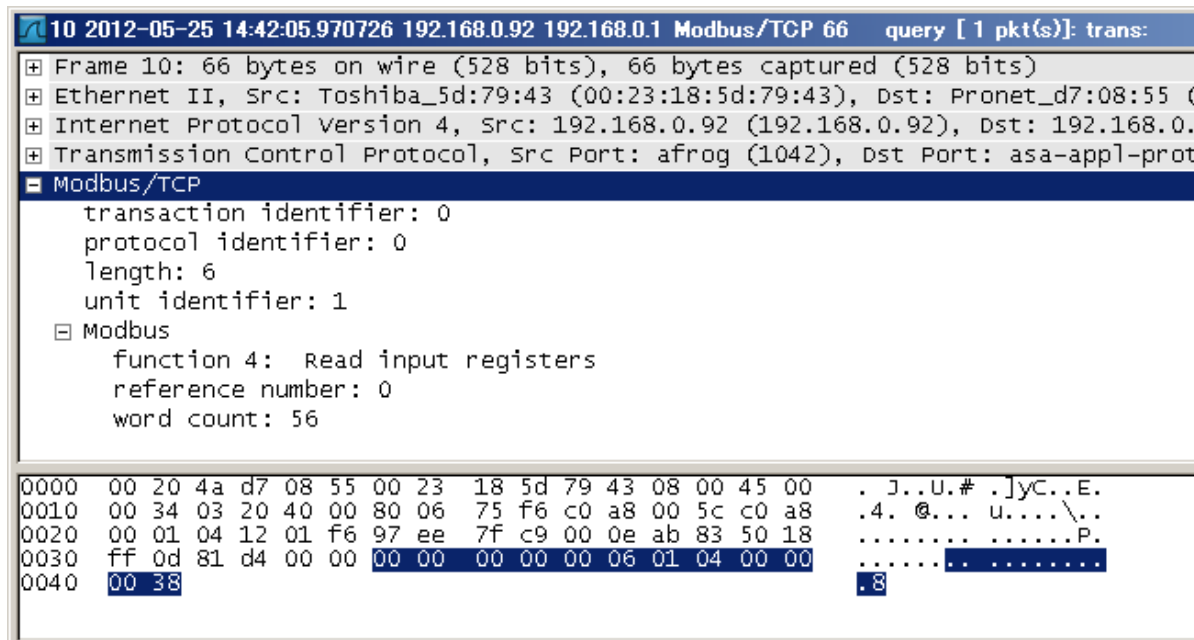 10 2012-05-25 14:42:05.970726 192.168.0.92 192.168.0.1 Modbus/TCP 66 query [ 1 pkt(s)]: trans:
Frame 10: 66 bytes on wire (528 bits), 66 bytes captured (528 bits)
Ethernet II, Src: Toshiba_5d:79:43 (00:23:18:5d:79:43), Dst: Pronet_d7:08:55 (
Internet Protocol Version 4, Src: 192.168.0.92 (192.168.0.92), Dst: 192.168.0.
Transmission Control Protocol, Src Port: afrog (1042), Dst Port: asa-appl-prot
Modbus/TCP
transaction identifier: 0
protocol identifier: 0
length: 6
unit identifier: 1
Modbus
function 4:  Read input registers
reference number: 0
word count: 56
0000 00 20 4a d7 08 55 00 23 18 5d 79 43 08 00 45 00 . J..U.# .]yC..E.
0010 00 34 03 20 40 00 80 06 75 f6 c0 a8 00 5c c0 a8 .4. @... u....\..
0020 00 01 04 12 01 f6 97 ee 7f c9 00 0e ab 83 50 18 ........ ......P.
0030 ff 0d 81 d4 00 00 00 00 00 00 00 06 01 04 00 00 ........ ........
0040 00 38 .8